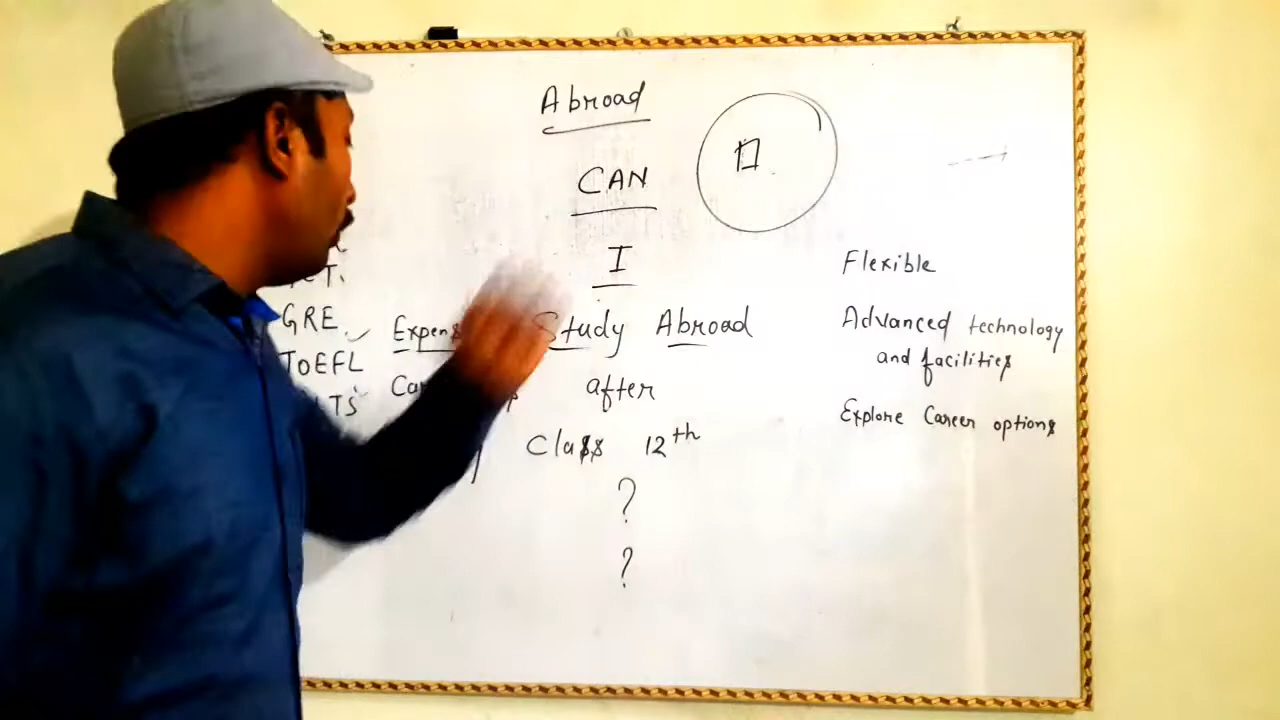 Abroad
CAN
I
Study Abroad
after
Class 12th
?
?
GRE
TOEFL
Flexible
Advanced technology
and facilities
Explore Career options